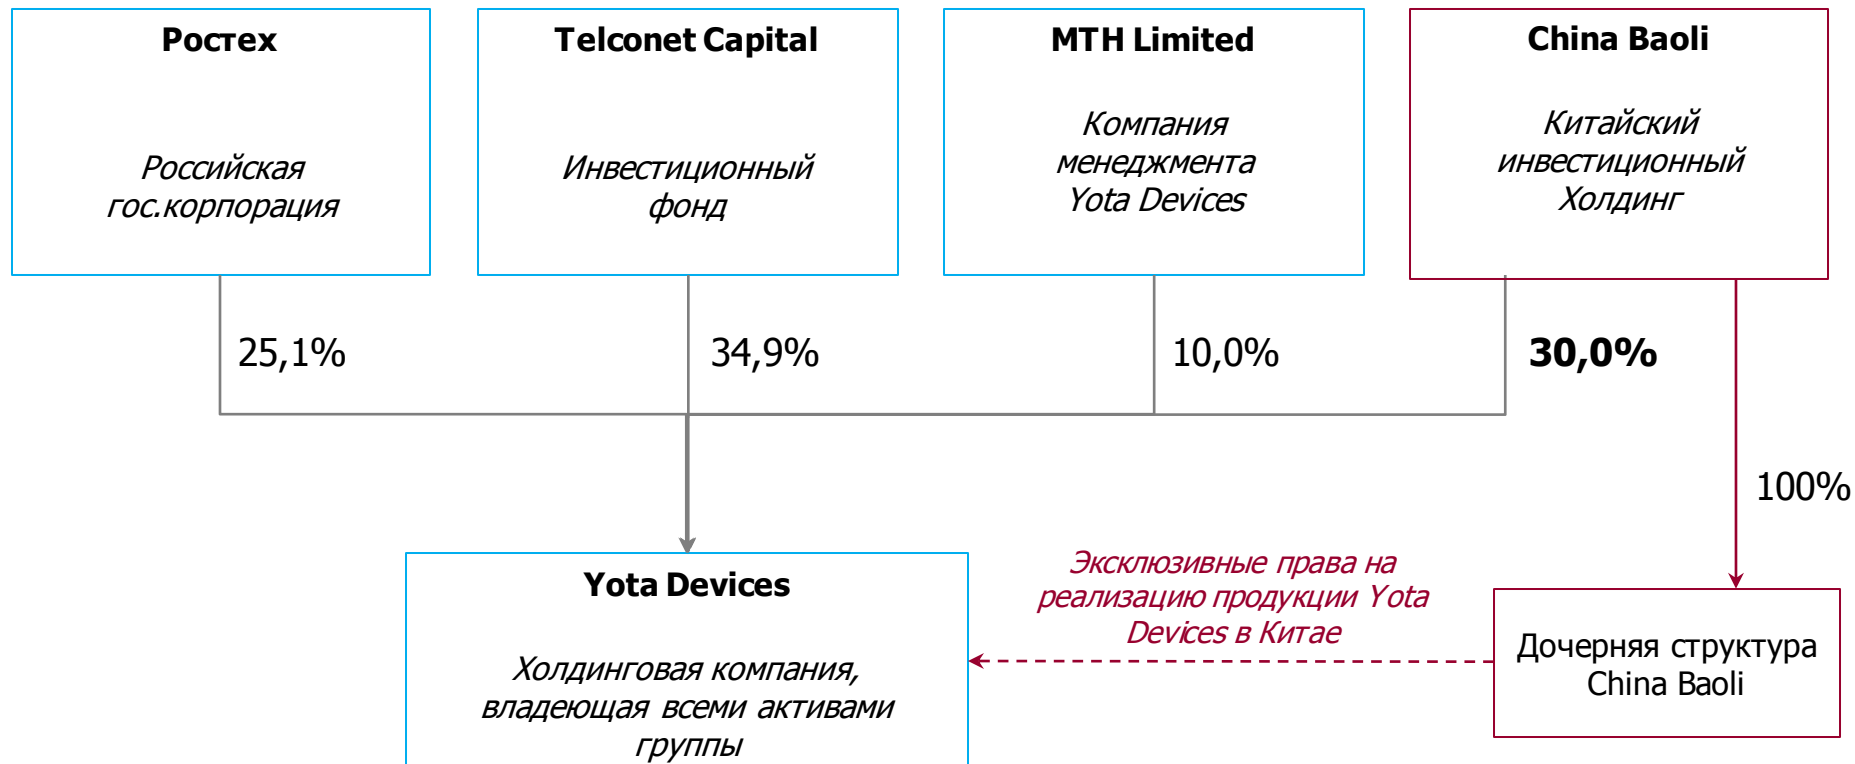 Ростех
Российская
гос.корпорация
Telconet Capital
Инвестиционный
фонд
MTH Limited
Компания
менеджмента
Yota Devices
China Baoli
Китайский
инвестиционный
Холдинг
25,1%
34,9%
10,0%
30,0%
100%
Yota Devices
Холдинговая компания,
владеющая всеми активами
группы
Эксклюзивные права на
реализацию продукции Yota
Devices в Китае
Дочерняя структура
China Baoli